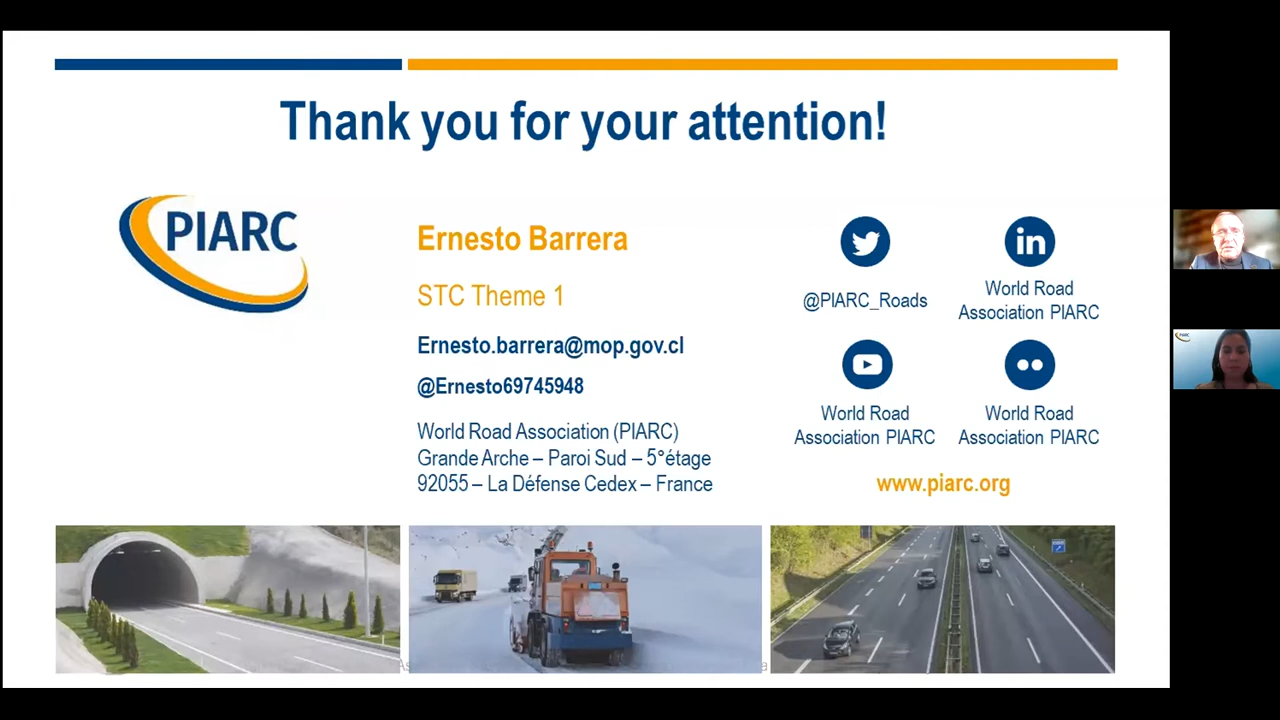 Thank you for your attention!
PIARC
Ernesto Barrera
STC Theme 1
Ernesto.barrera@mop.gov.cl
@Ernesto69745948
World Road Association (PIARC)
Grande Arche – Paroi Sud – 5°étage
92055 – La Défense Cedex – France
@PIARC_Roads
in
World Road
Association PIARC
World Road
Association PIARC
World Road
Association PIARC
www.piarc.org
PIARC